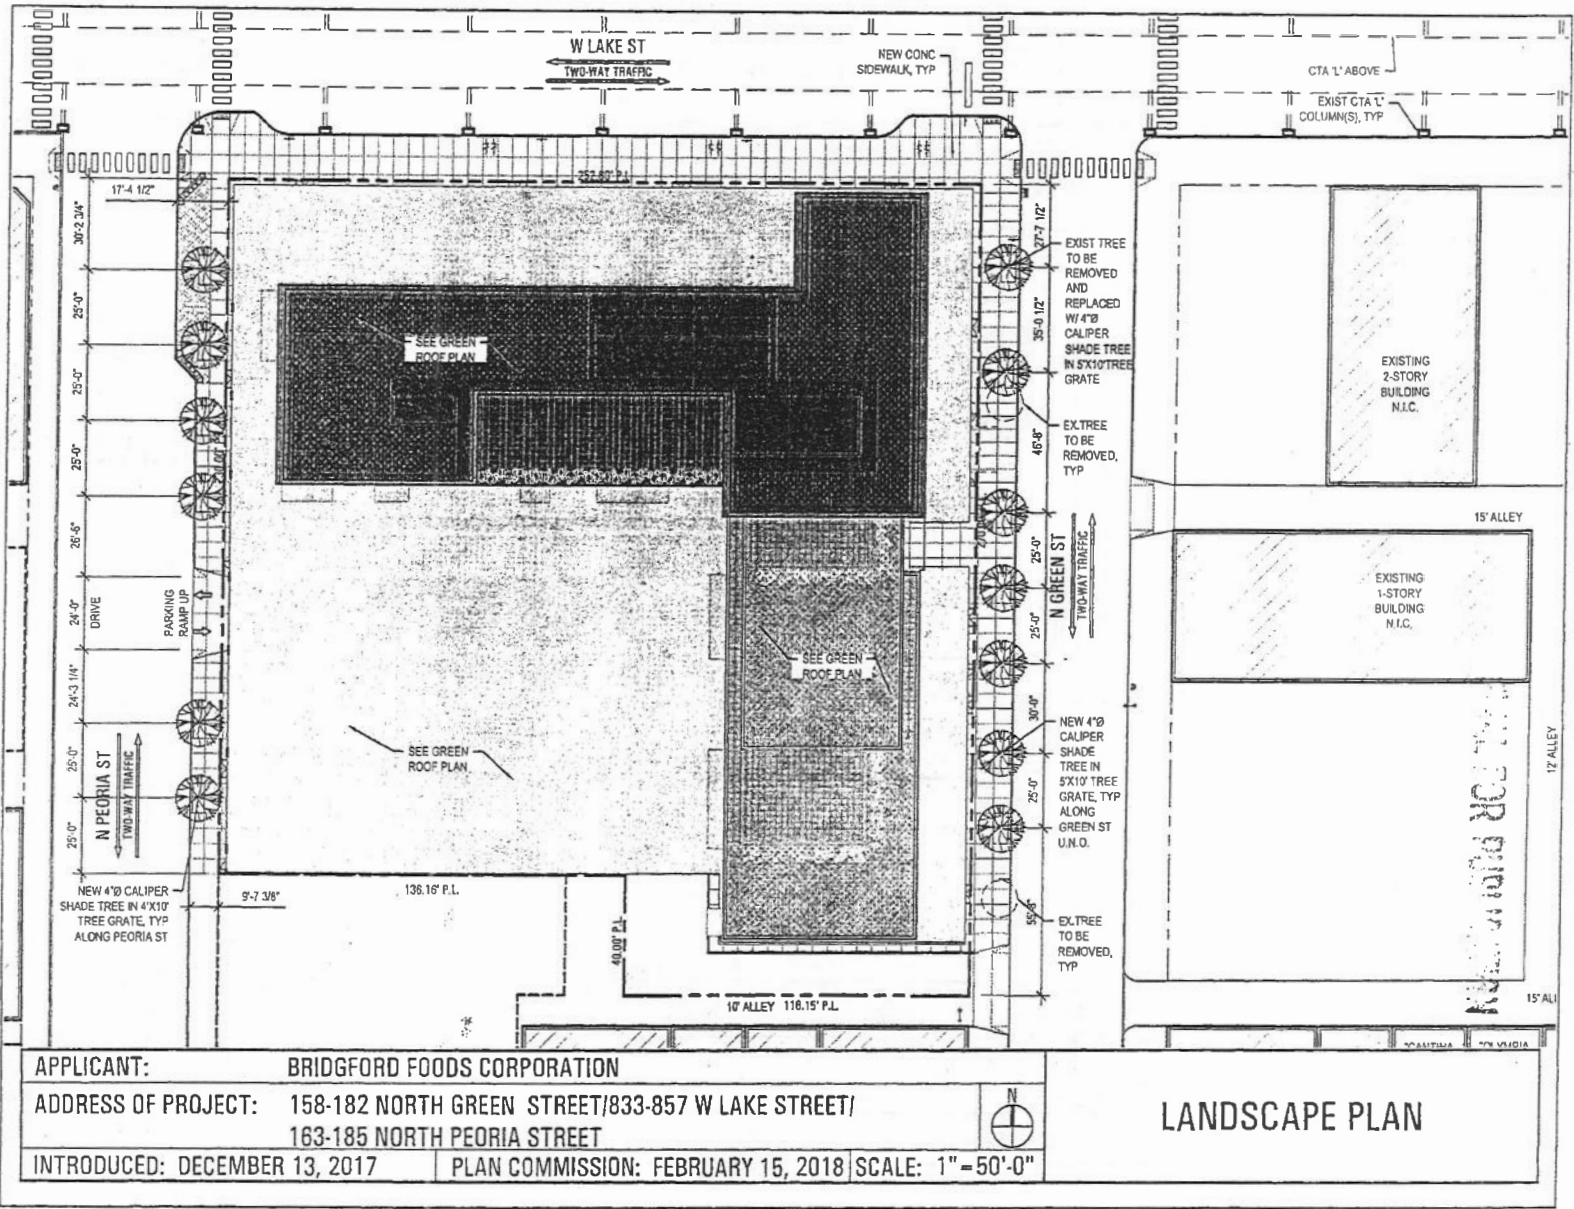 W LAKE ST
TWO-WAY TRAFFIC
NEW CONC
SIDEWALK, TYP
CTA 'L' ABOVE
EXIST CTA 'L'
COLUMN(S), TYP
252.60' P.L.
17'-4 1/2"
30'-2 3/4"
25'-0"
25'-0"
25'-0"
26'-6"
24'-0"
DRIVE
PARKING
RAMP UP
24'-3 1/4"
25'-0"
25'-0"
N PEORIA ST
TWO-WAY TRAFFIC
NEW 4"Ø CALIPER
SHADE TREE IN 4'X10'
TREE GRATE, TYP
ALONG PEORIA ST
9'-7 3/8"
SEE GREEN
ROOF PLAN
SEE GREEN
ROOF PLAN
SEE GREEN
ROOF PLAN
136.16' P.L.
40.00' P.L.
10' ALLEY 116.15' P.L.
27'-7 1/2"
35'-0 1/2"
46'-8"
25'-0"
25'-0"
30'-0"
25'-0"
55'-8"
EXIST TREE
TO BE
REMOVED
AND
REPLACED
W/ 4"Ø
CALIPER
SHADE TREE
IN 5'X10' TREE
GRATE
EX.TREE
TO BE
REMOVED,
TYP
N GREEN ST
TWO-WAY TRAFFIC
NEW 4"Ø
CALIPER
SHADE
TREE IN
5'X10' TREE
GRATE, TYP
ALONG
GREEN ST
U.N.O.
EX.TREE
TO BE
REMOVED,
TYP
EXISTING
2-STORY
BUILDING
N.I.C.
15' ALLEY
EXISTING
1-STORY
BUILDING
N.I.C.
12' ALLEY
15' ALL
APPLICANT: BRIDGFORD FOODS CORPORATION
ADDRESS OF PROJECT: 158-182 NORTH GREEN STREET/833-857 W LAKE STREET/
163-185 NORTH PEORIA STREET
N
INTRODUCED: DECEMBER 13, 2017 PLAN COMMISSION: FEBRUARY 15, 2018 SCALE: 1"=50'-0"
LANDSCAPE PLAN